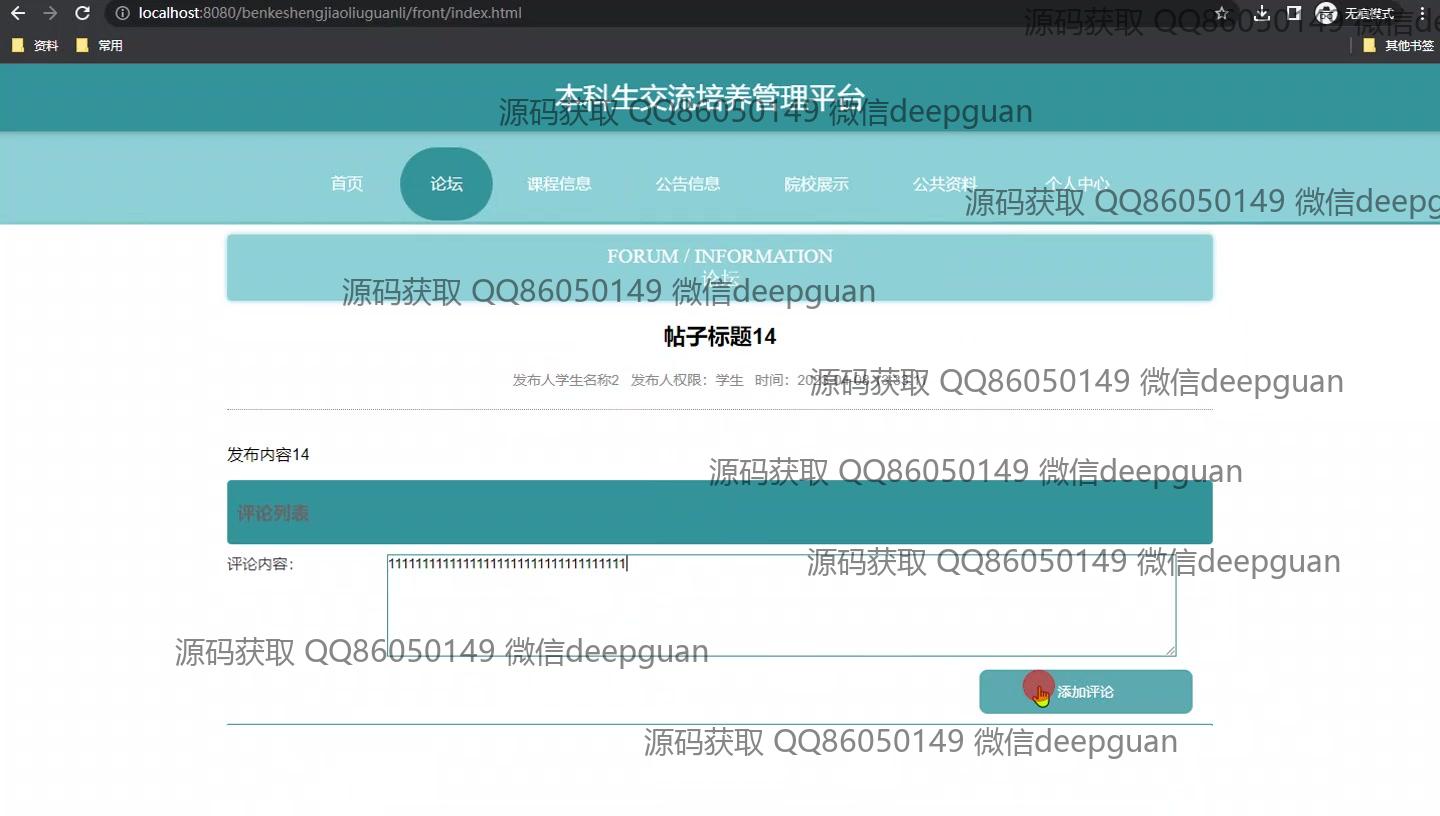 localhost:8080/benkeshengjiaoliuguanli/front/index.html
无痕模式
资料 常用 其他书签
源码获取 QQ86050149 微信de
本科生交流培养管理平台
源码获取 QQ86050149 微信deepguan
首页 论坛 课程信息 公告信息 院校展示 公共资料 个人中心
源码获取 QQ86050149 微信deepg
FORUM / INFORMATION
论坛
源码获取 QQ86050149 微信deepguan
帖子标题14
发布人学生名称2 发布人权限：学生 时间：
源码获取 QQ86050149 微信deepguan
发布内容14
源码获取 QQ86050149 微信deepguan
评论列表
评论内容：
源码获取 QQ86050149 微信deepguan
源码获取 QQ86050149 微信deepguan
添加评论
源码获取 QQ86050149 微信deepguan